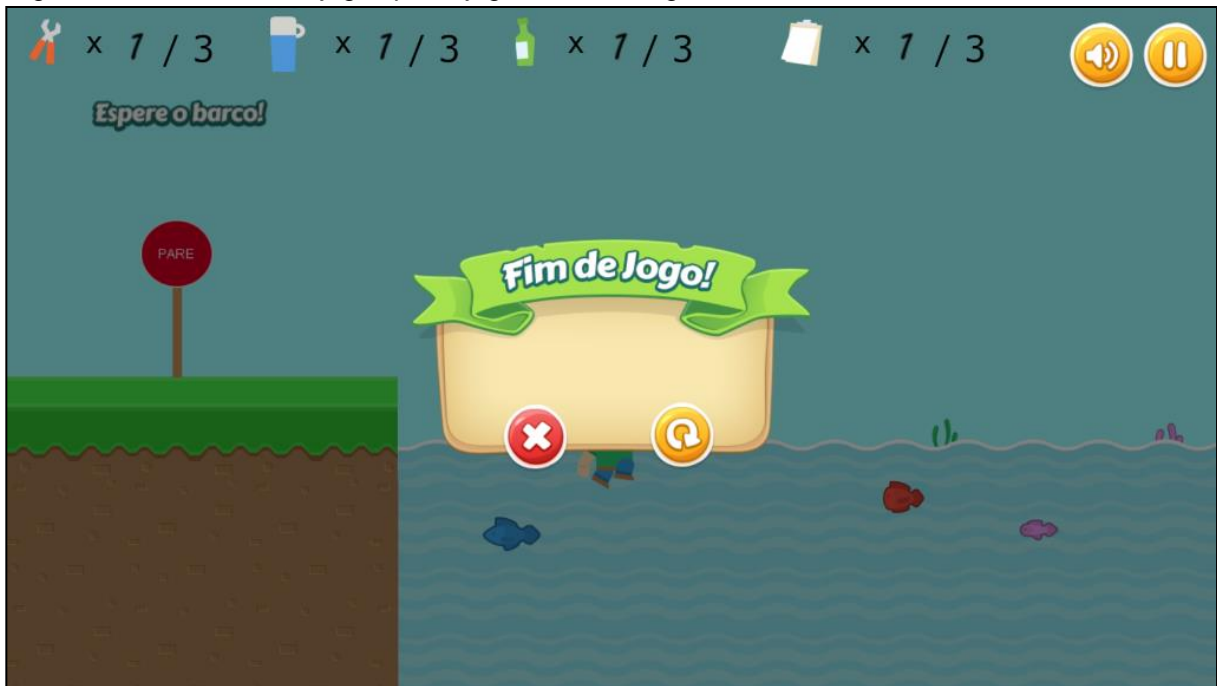 x 1 / 3 x 1 / 3 x 1 / 3 x 1 / 3
Espere o barco!
PARE
Fim de Jogo!